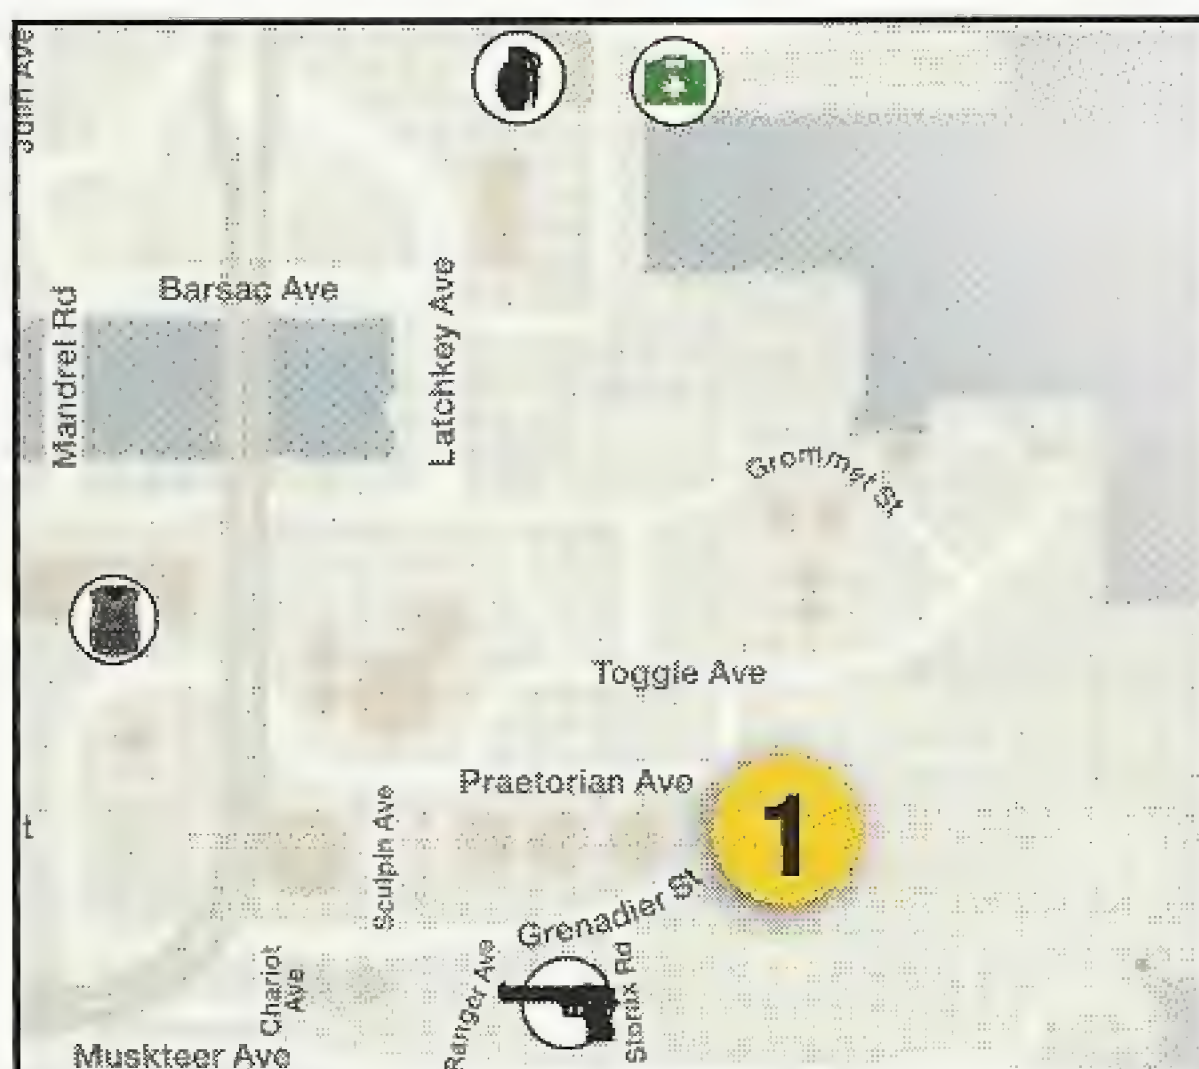 Ave
Barsac Ave
Mandrel Rd
Latchkey Ave
Grommet St
Toggle Ave
Praetorian Ave
1
t
Sculpin Ave
Grenadier St
Chariot
Ave
Ranger Ave
Storax Rd
Muskteer Ave